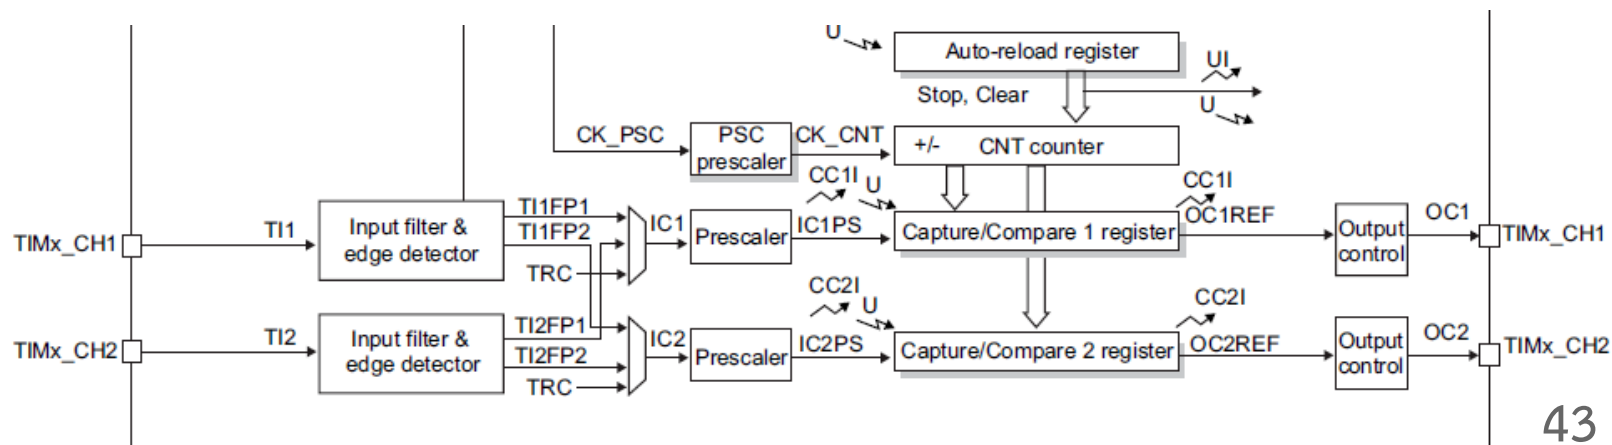 U
Auto-reload register
UI
Stop, Clear
U
CK_PSC
PSC
prescaler
CK_CNT
+/-
CNT counter
CC1I
U
CC1I
TIMx_CH1
TI1
Input filter &
edge detector
TI1FP1
TI1FP2
TRC
IC1
Prescaler
IC1PS
Capture/Compare 1 register
OC1REF
Output
control
OC1
TIMx_CH1
CC2I
U
CC2I
TIMx_CH2
TI2
Input filter &
edge detector
TI2FP1
TI2FP2
TRC
IC2
Prescaler
IC2PS
Capture/Compare 2 register
OC2REF
Output
control
OC2
TIMx_CH2
43